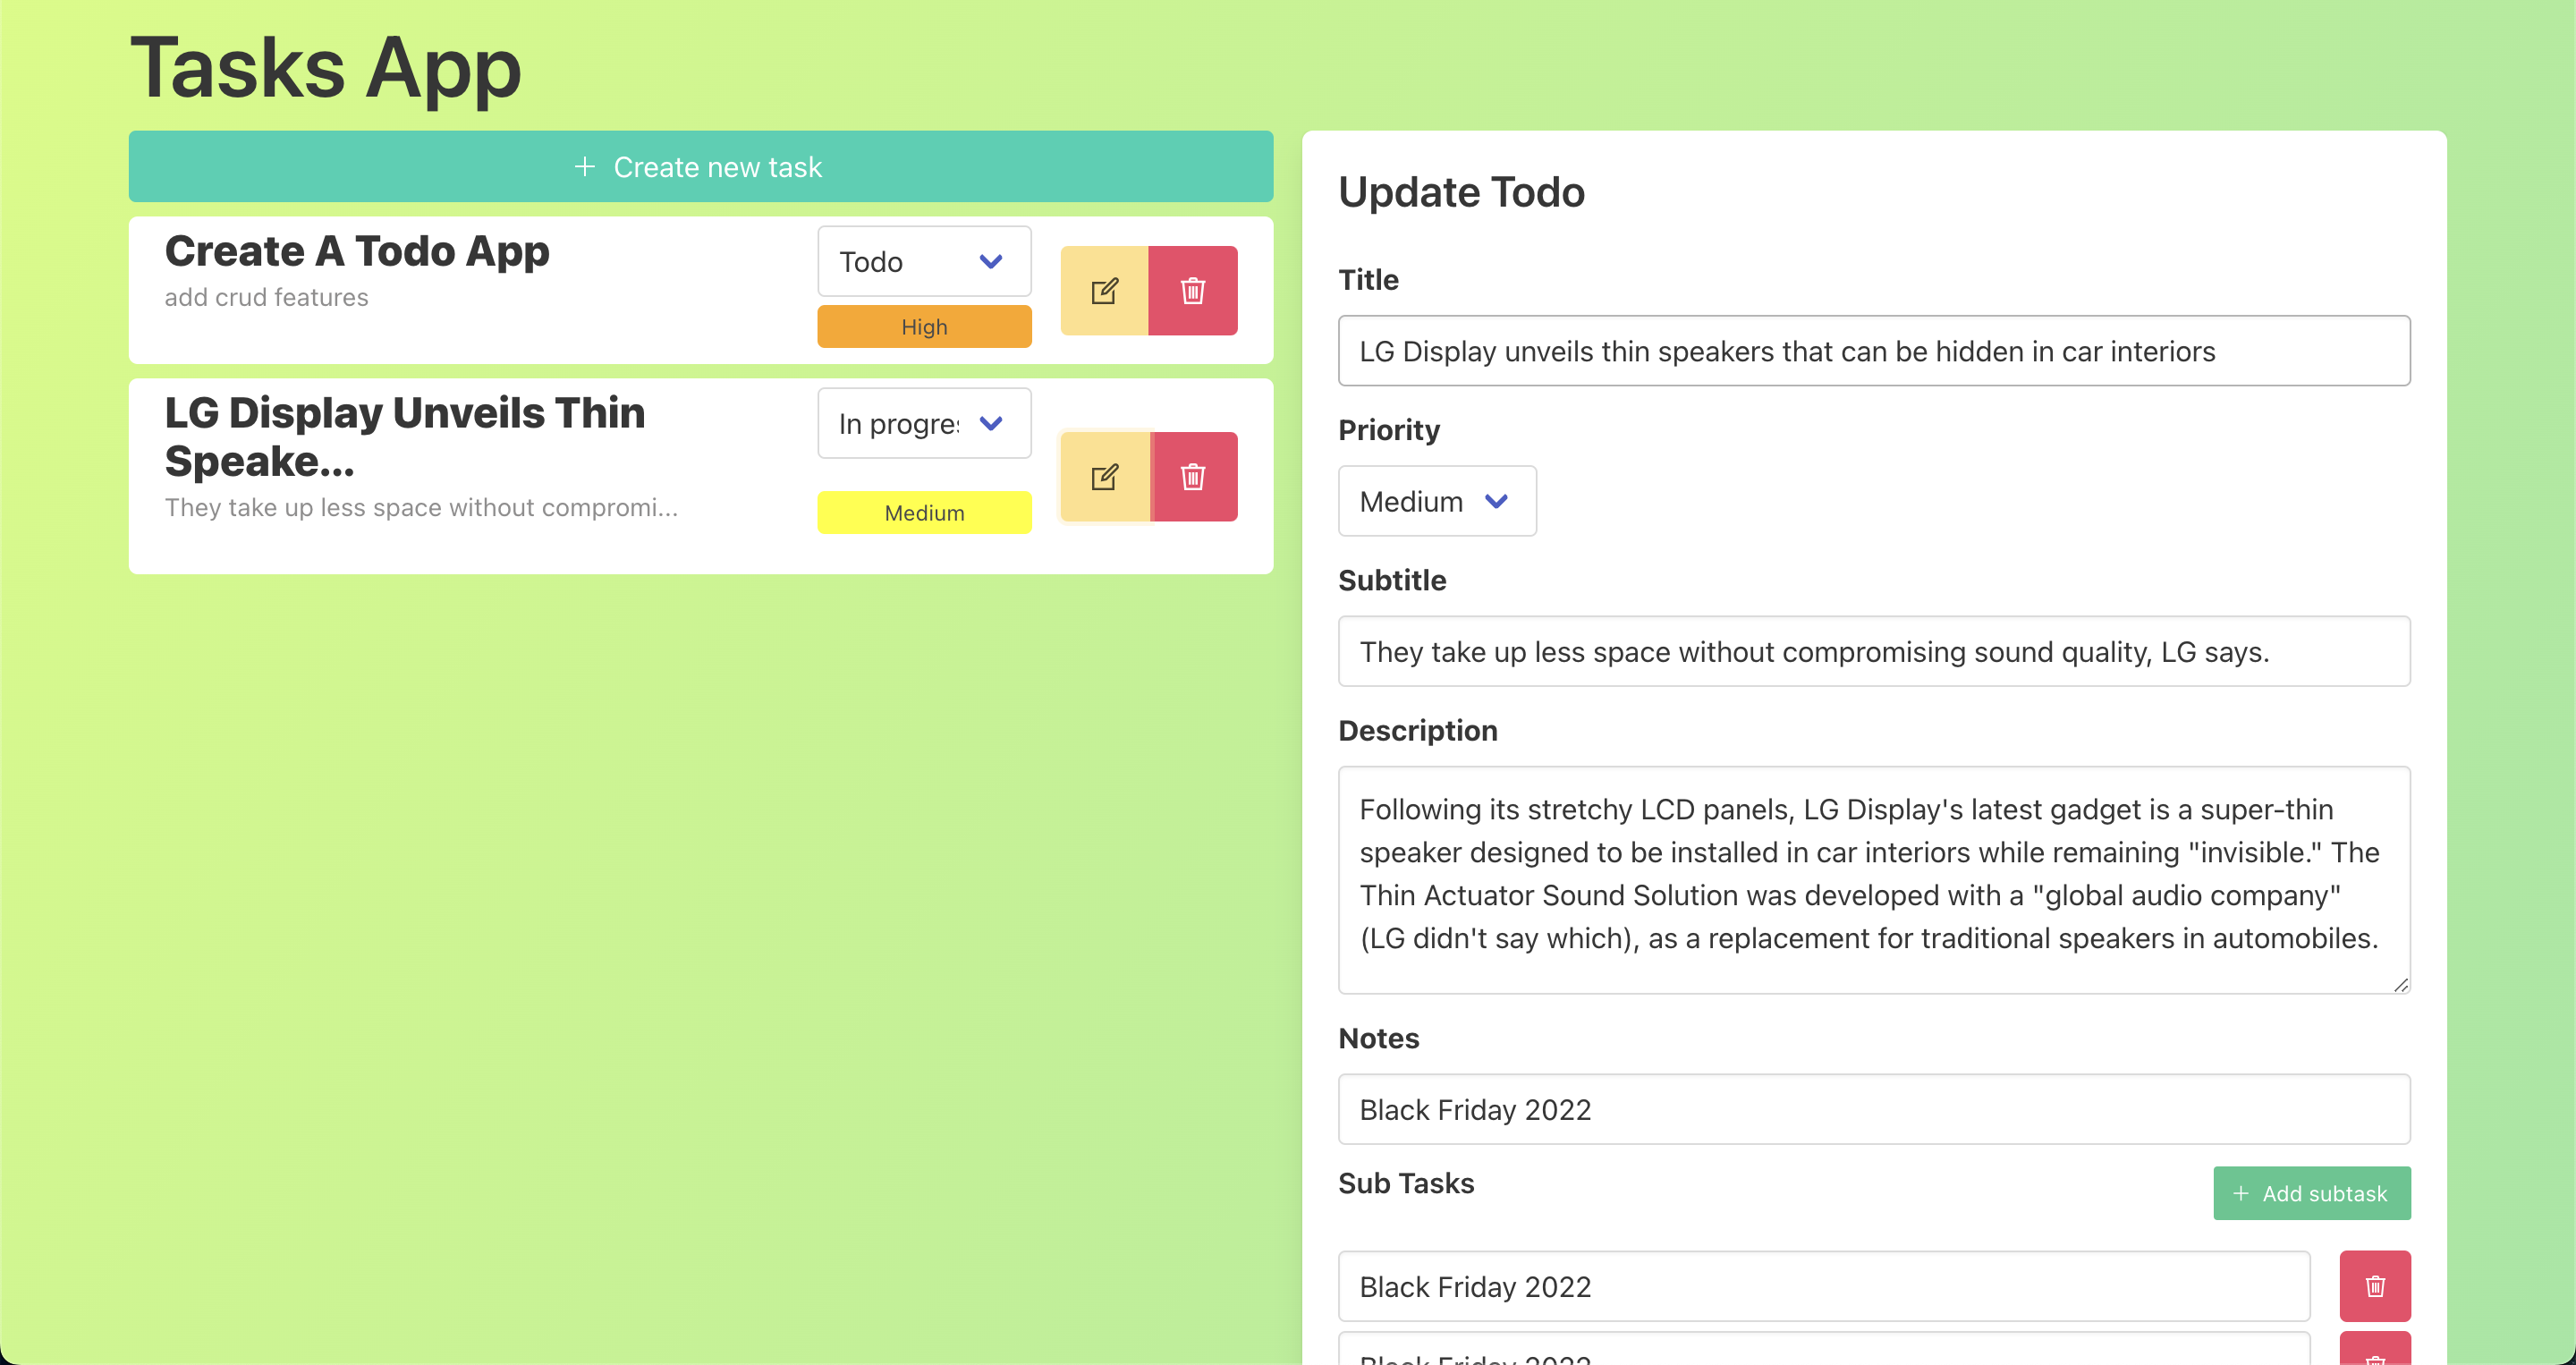 Tasks App
Create new task
Create A Todo App
add crud features
Todo
High
LG Display Unveils Thin
Speake...
They take up less space without compromi...
In progres
Medium
Update Todo
Title
LG Display unveils thin speakers that can be hidden in car interiors
Priority
Medium
Subtitle
They take up less space without compromising sound quality, LG says.
Description
Following its stretchy LCD panels, LG Display's latest gadget is a super-thin
speaker designed to be installed in car interiors while remaining "invisible." The
Thin Actuator Sound Solution was developed with a "global audio company"
(LG didn't say which), as a replacement for traditional speakers in automobiles.
Notes
Black Friday 2022
Sub Tasks
Add subtask
Black Friday 2022
Black Friday 2022